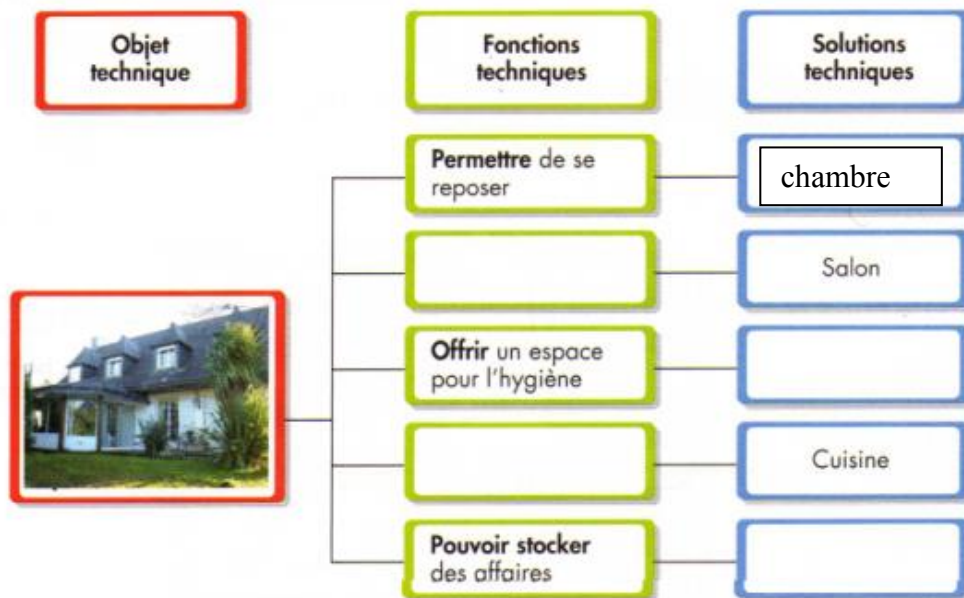 Objet
technique
Fonctions
techniques
Solutions
techniques
Permettre de se
reposer
chambre
Salon
Offrir un espace
pour l'hygiène
Cuisine
Pouvoir stocker
des affaires